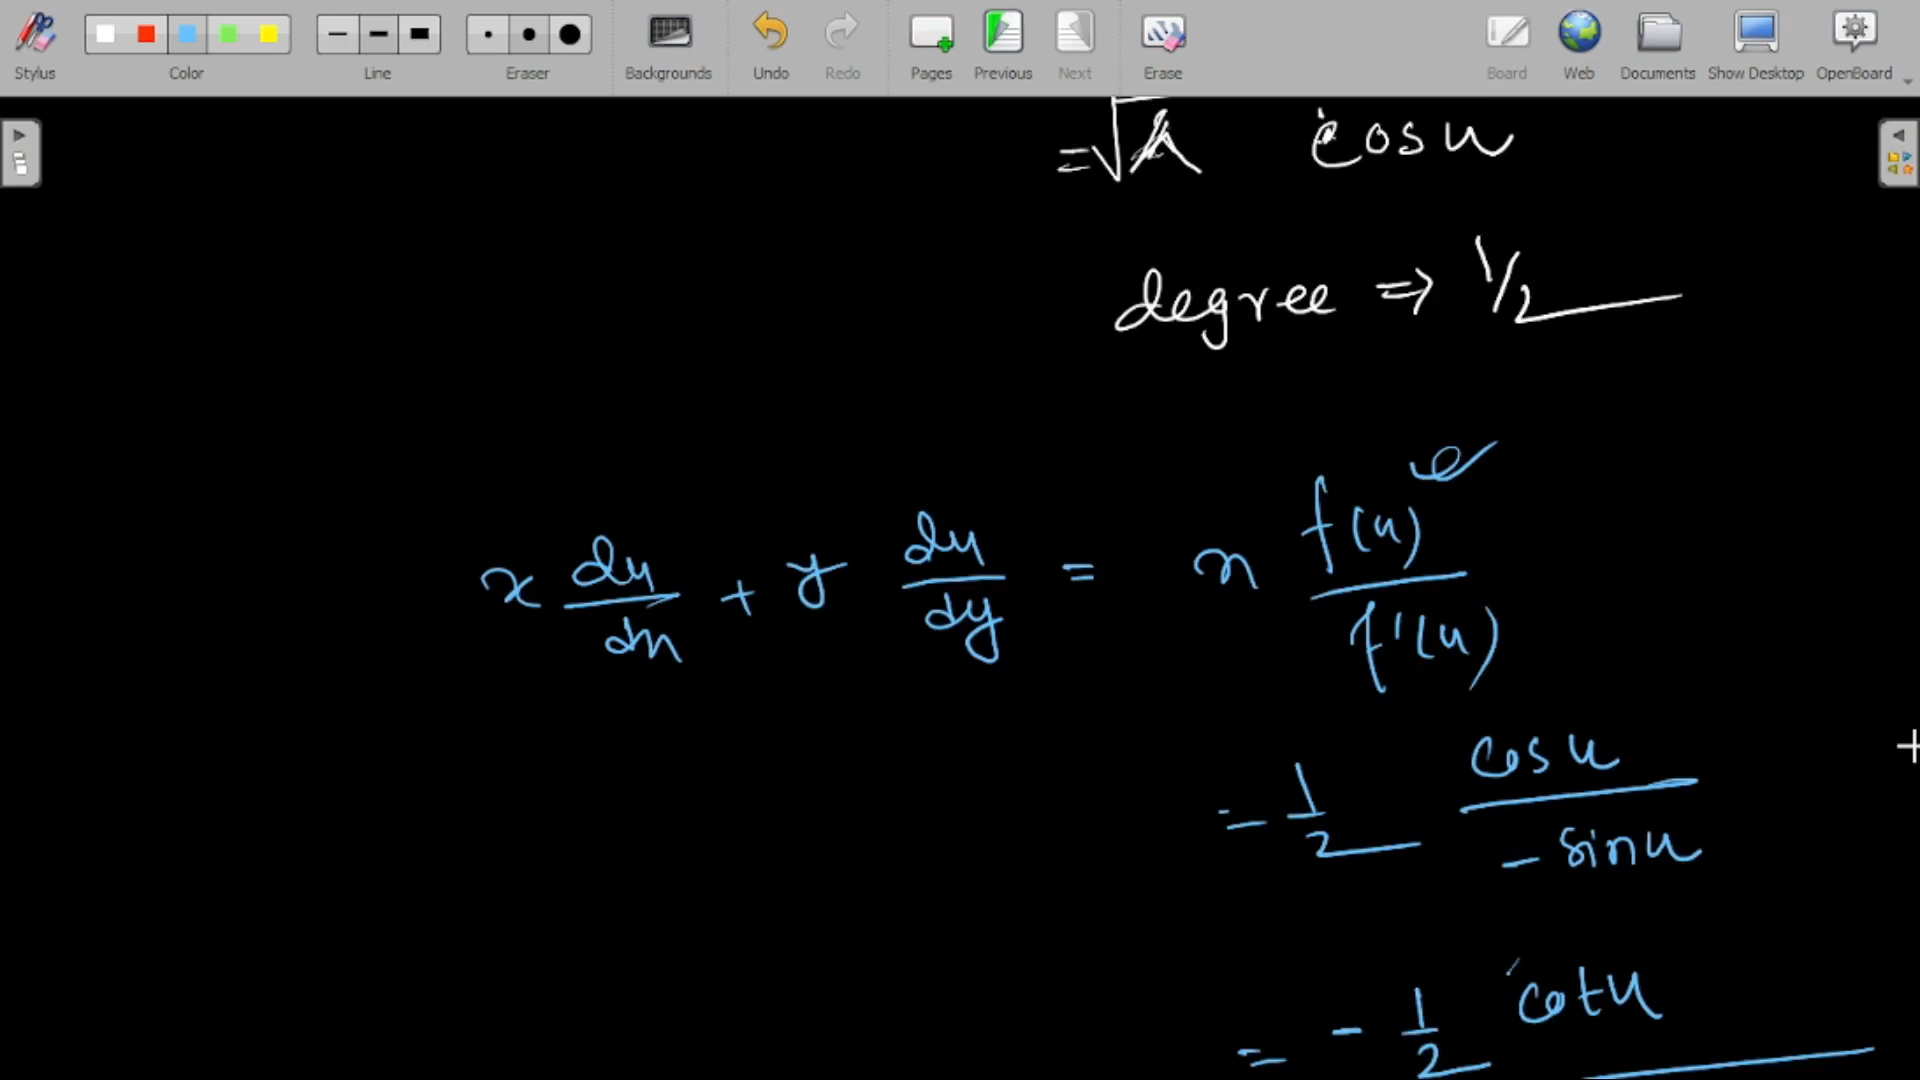 Stylus Color Line Eraser Backgrounds Undo Redo Pages Previous Next Erase Board Web Documents Show Desktop OpenBoard
= √λ cos u
degree ⇒ 1/2
x du/dx + y du/dy = n f(u)/f'(u)
= 1/2 cos u/- sin u
= - 1/2 cot u